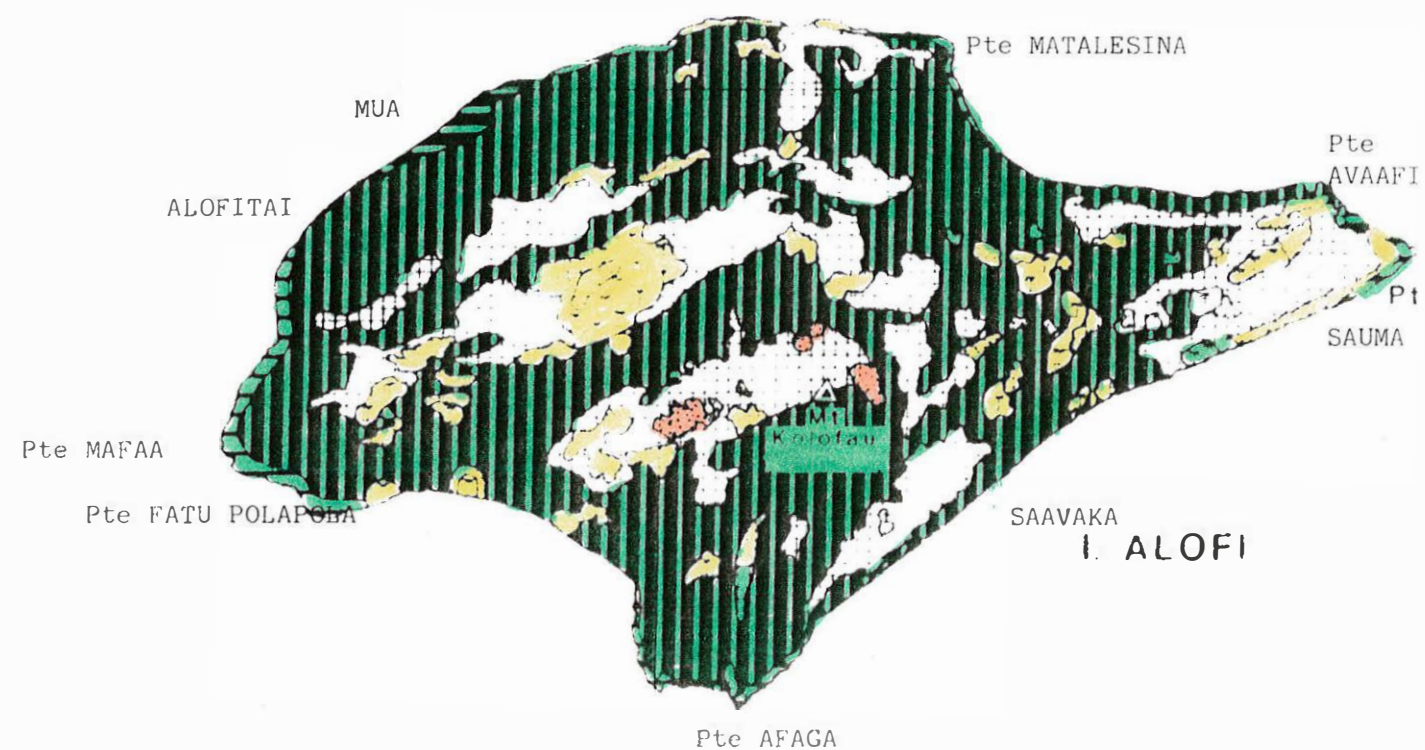 Pte MATALESINA
MUA
Pte
AVAAFI
ALOFITAI
Pt
SAUMA
Mt
Kolofau
Pte MAFAA
Pte FATU POLAPOLA
SAAVAKA
I. ALOFI
Pte AFAGA